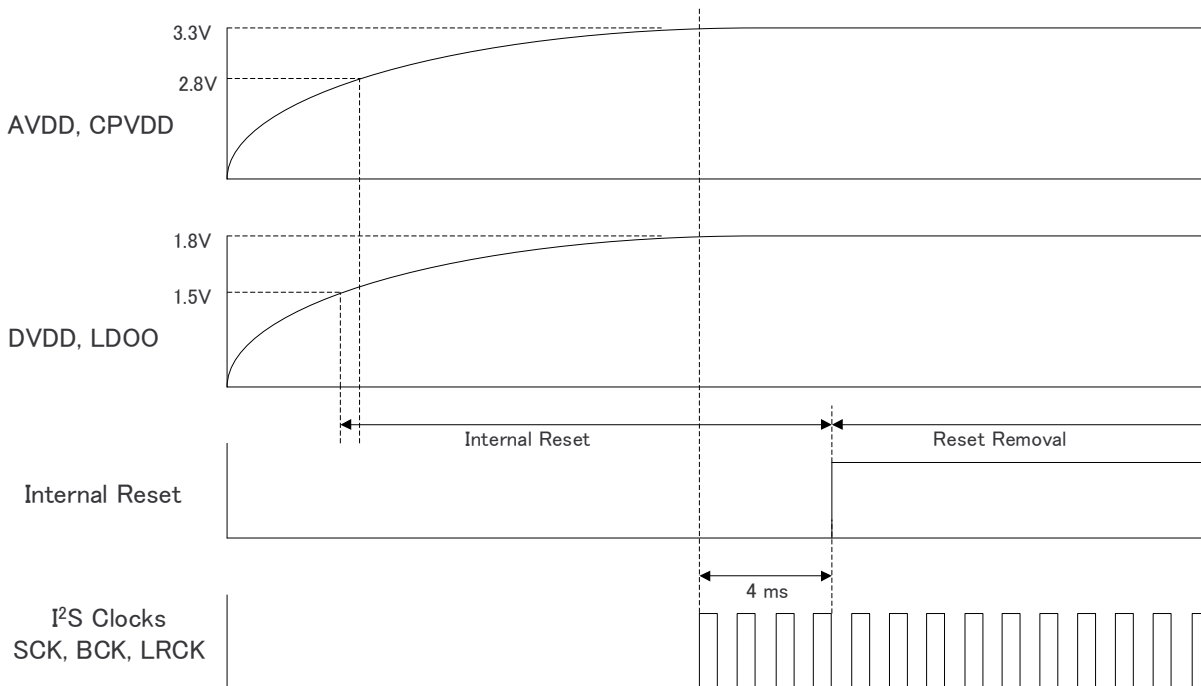 3.3V
2.8V
AVDD, CPVDD
1.8V
1.5V
DVDD, LDOO
Internal Reset
Reset Removal
Internal Reset
4 ms
I²S Clocks
SCK, BCK, LRCK